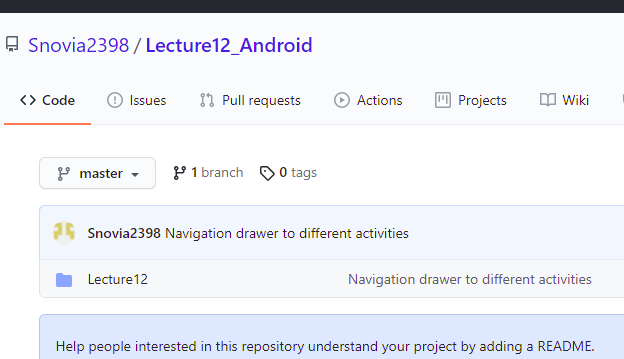 Snovia2398 / Lecture12_Android
Code Issues Pull requests Actions Projects Wiki
master 1 branch 0 tags
Snovia2398 Navigation drawer to different activities
Lecture12 Navigation drawer to different activities
Help people interested in this repository understand your project by adding a README.